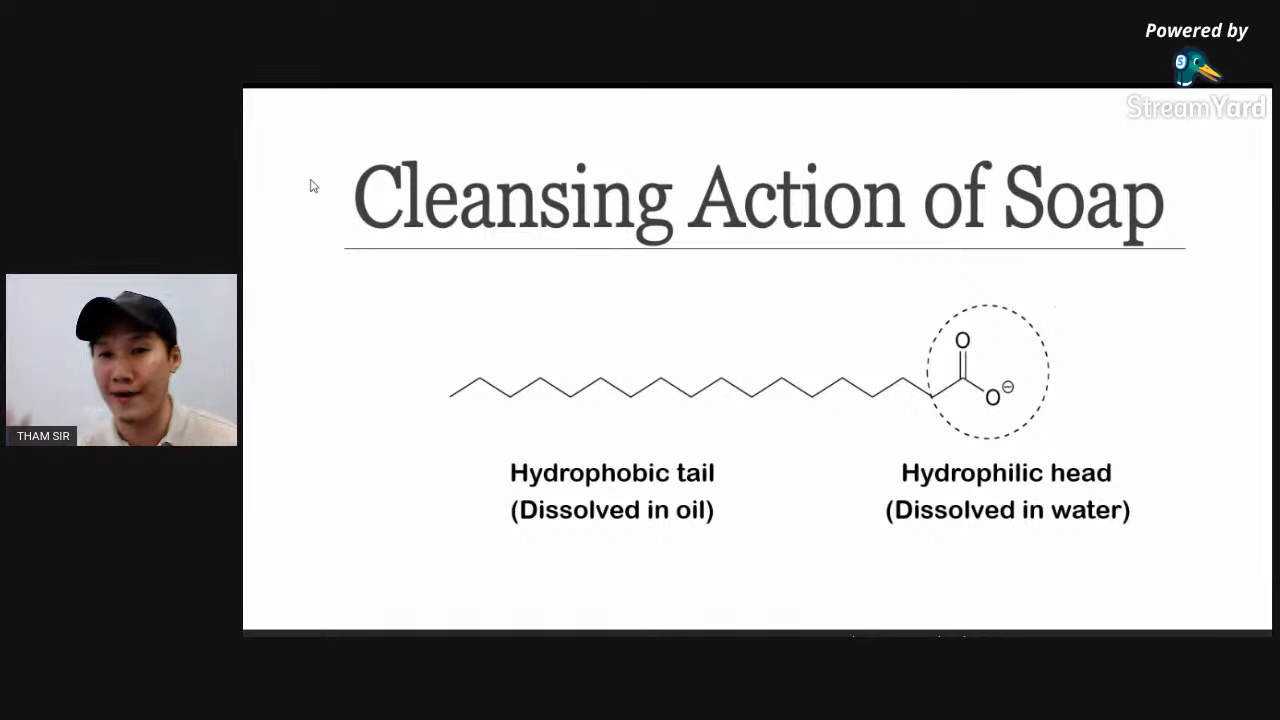 Powered by
StreamYard
Cleansing Action of Soap
O
O
⊖
THAM SIR
Hydrophobic tail
(Dissolved in oil)
Hydrophilic head
(Dissolved in water)